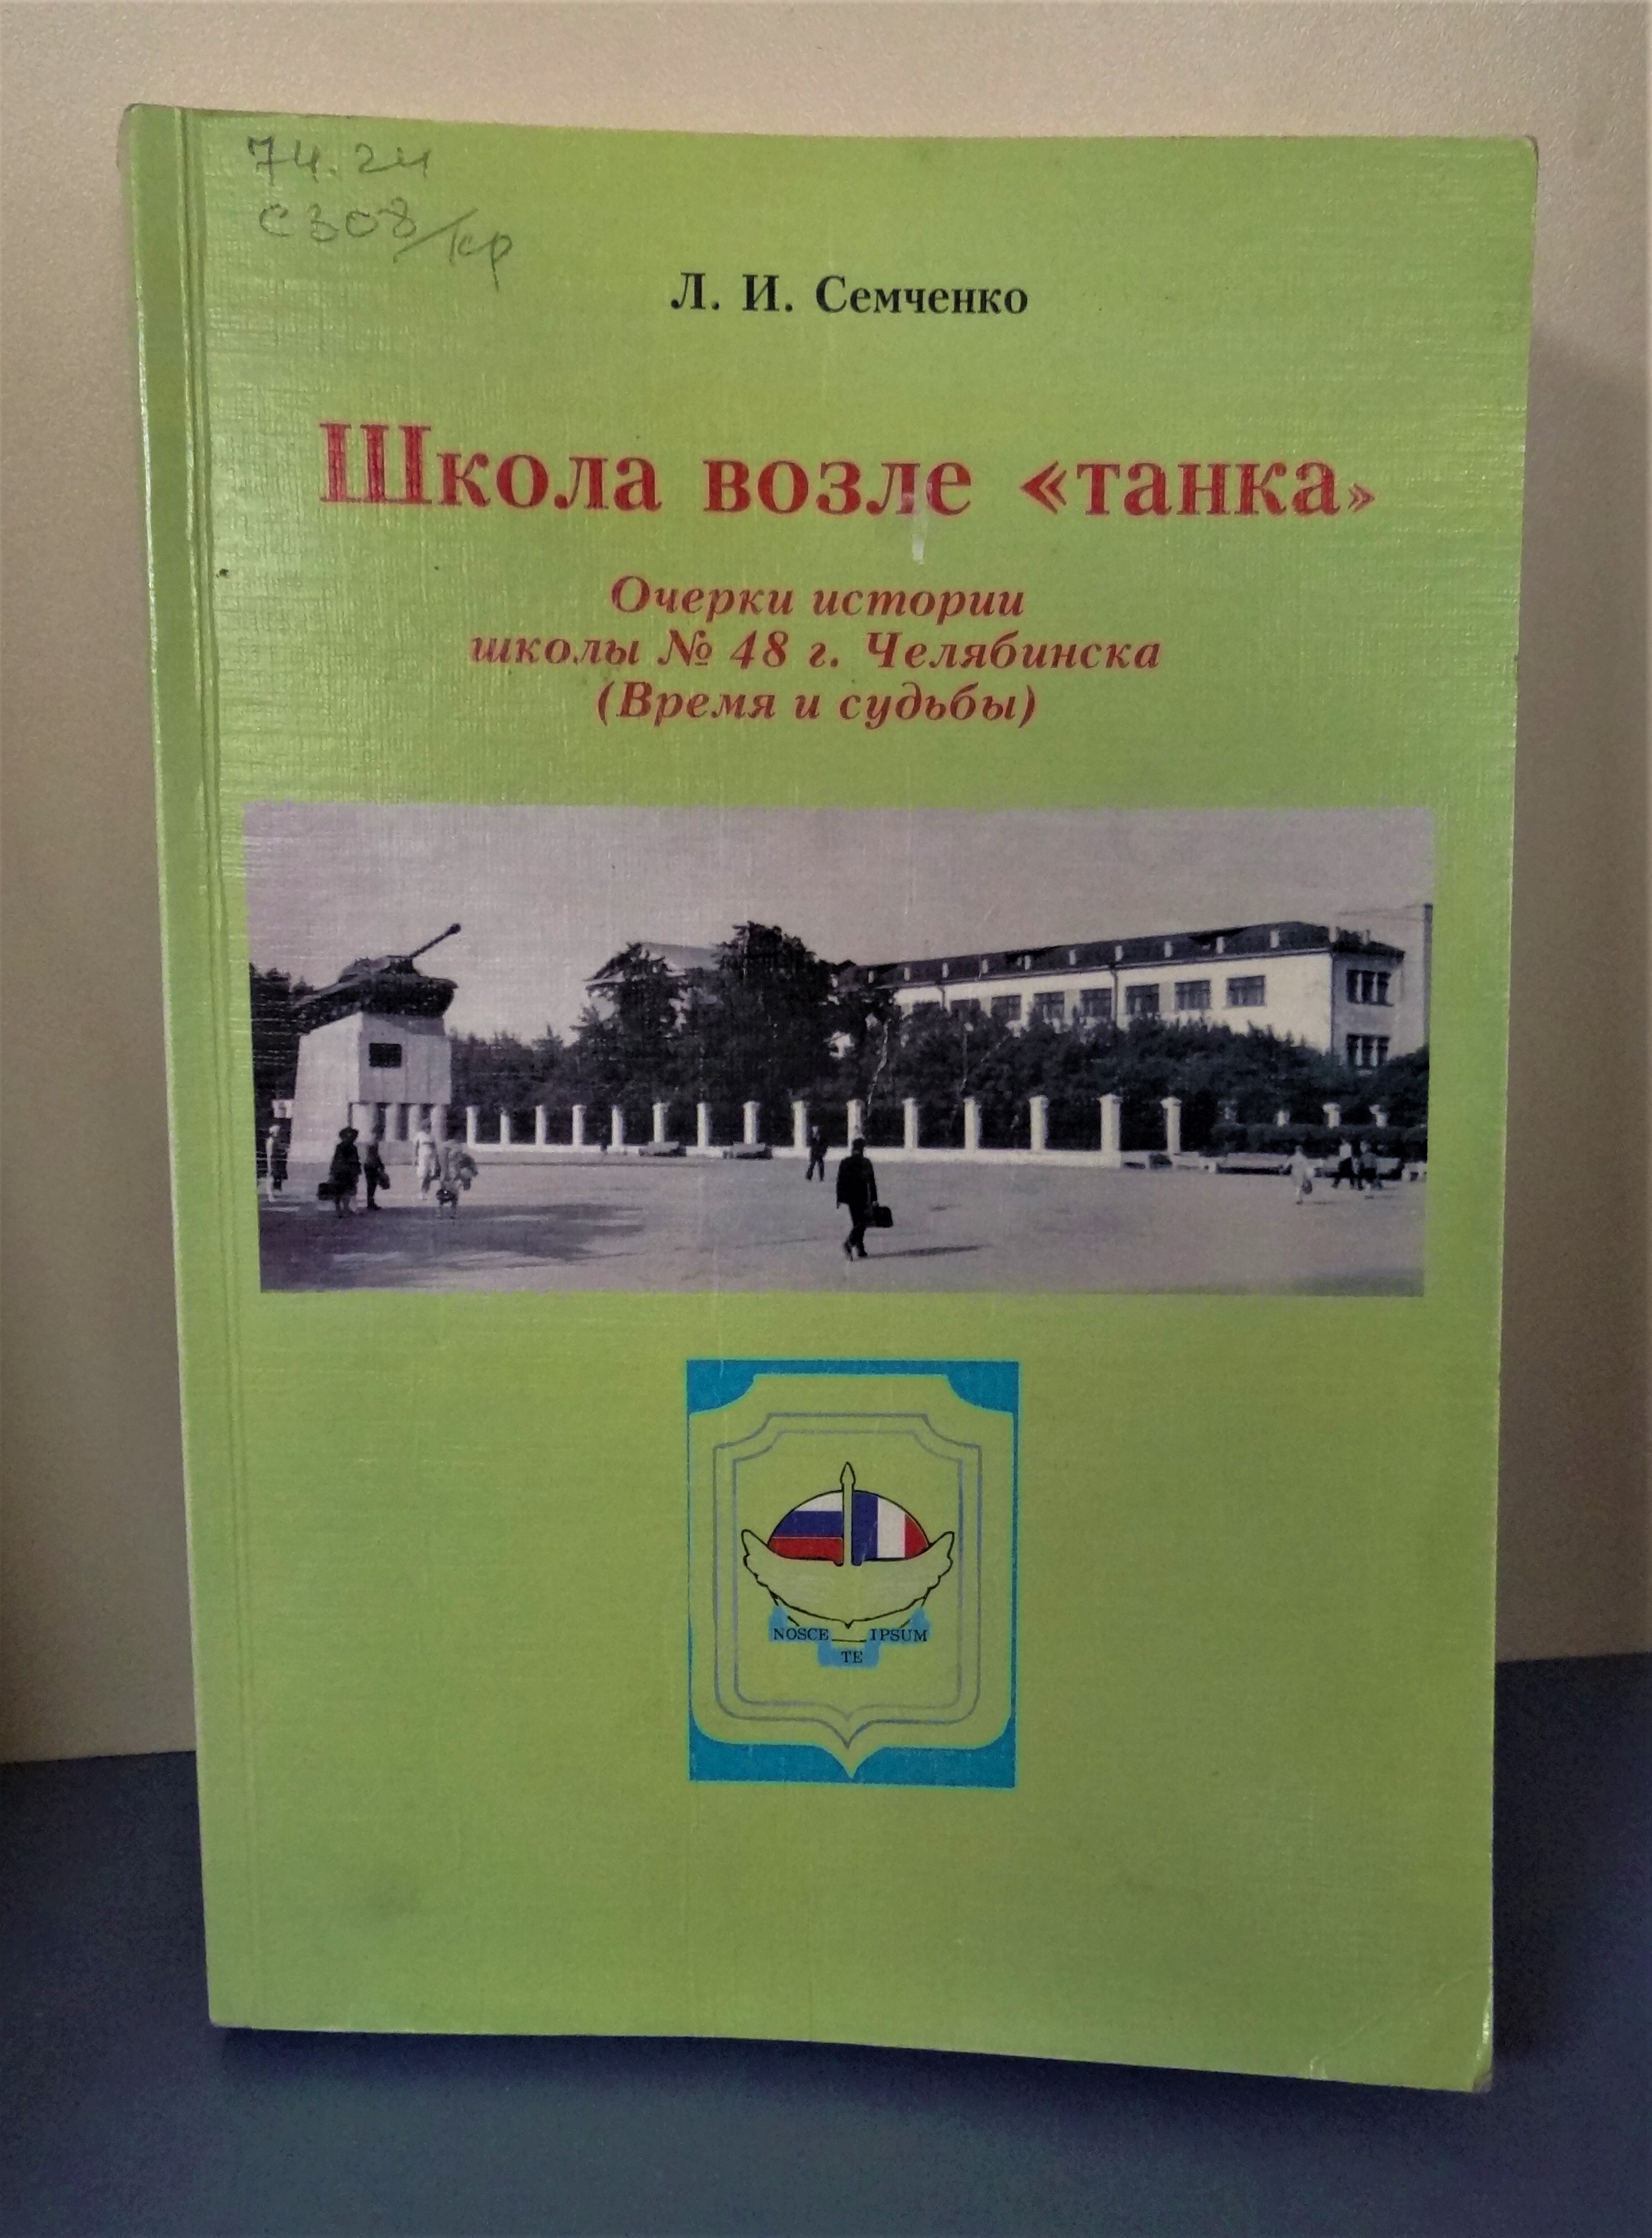 74.24
С308/кр
Л. И. Семченко
Школа возле «танка»
Очерки истории
школы № 48 г. Челябинска
(Время и судьбы)
NOSCE IPSUM
TE